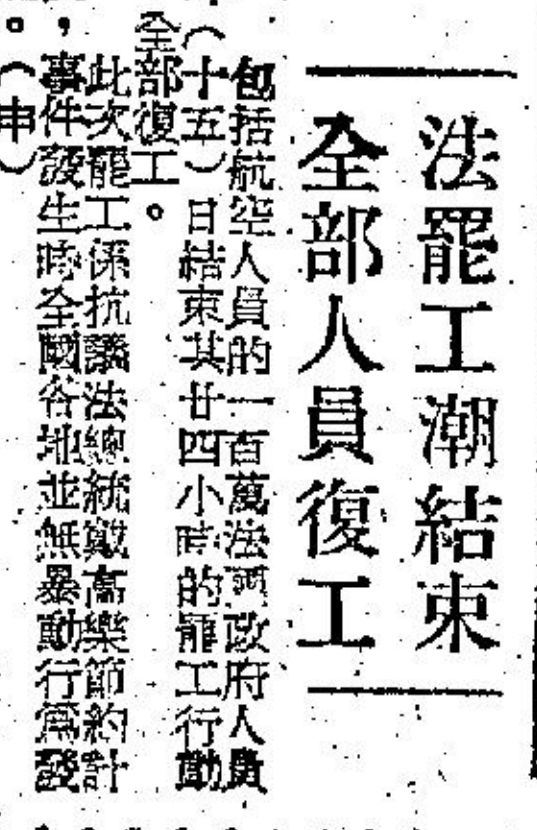 法罷工潮結束
全部人員復工
包括航空人員的一百萬法國政府人員
（十五）日結束其廿四小時的罷工行動
全部復工。
此次罷工係抗議法總統戴高樂節約計
事件發生時全國各地並無暴動行為發
（申）